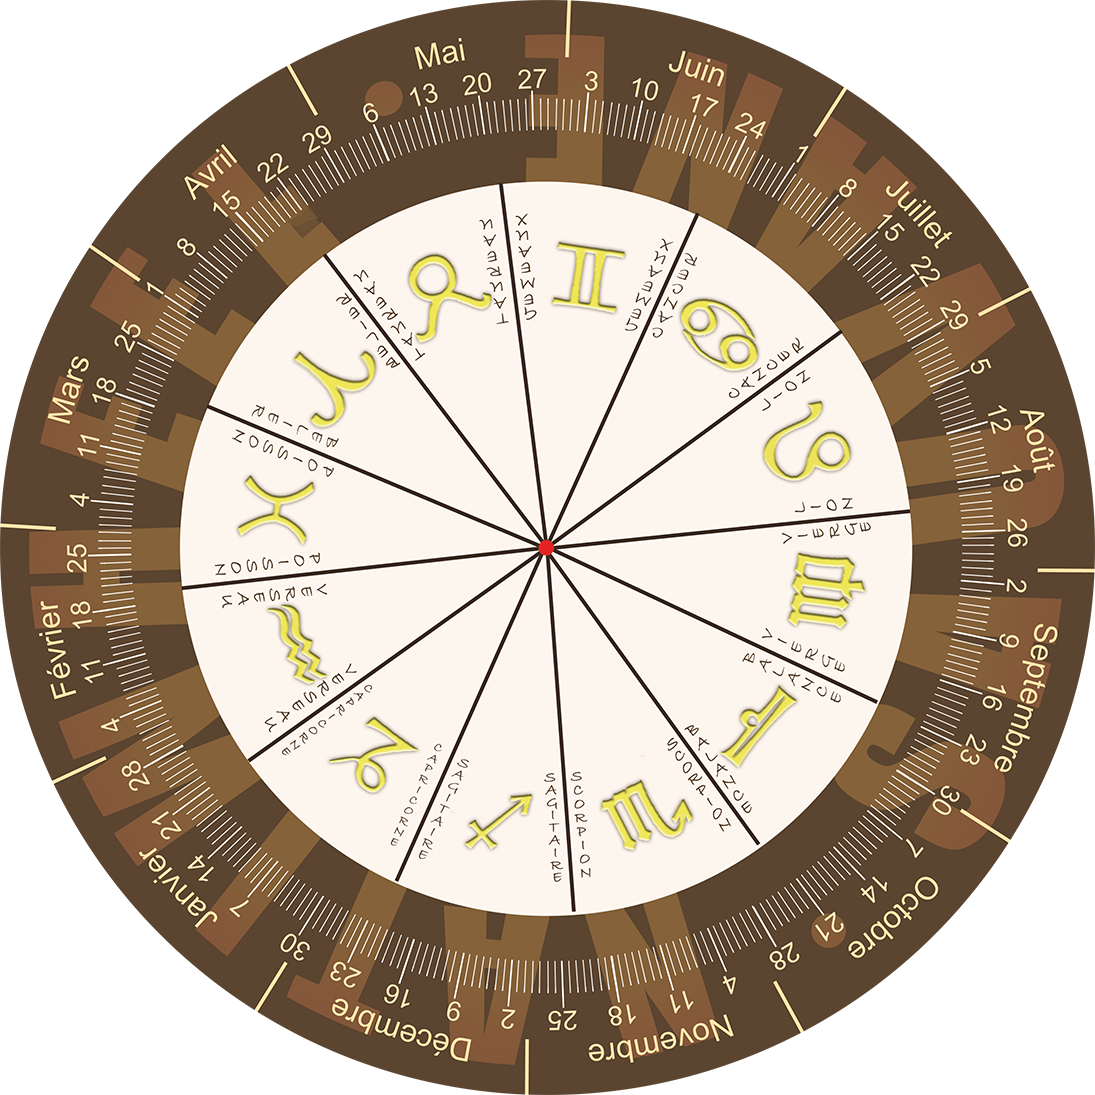 Janvier
7 14 21 28
Février
4 11 18 25
Mars
4 11 18 25
Avril
1 8 15 22 29
Mai
6 13 20 27
Juin
3 10 17 24
Juillet
1 8 15 22 29
Août
5 12 19 26
Septembre
2 9 16 23 30
Octobre
7 14 21 28
Novembre
4 11 18 25
Décembre
2 9 16 23 30
TAUREAU
GEMEAUX
GEMEAUX
CANCER
CANCER
LION
LION
VIERGE
VIERGE
BALANCE
BALANCE
SCORPION
SCORPION
SAGITAIRE
SAGITAIRE
CAPRICORNE
CAPRICORNE
VERSEAU
VERSEAU
POISSON
POISSON
BELIER
BELIER
TAUREAU